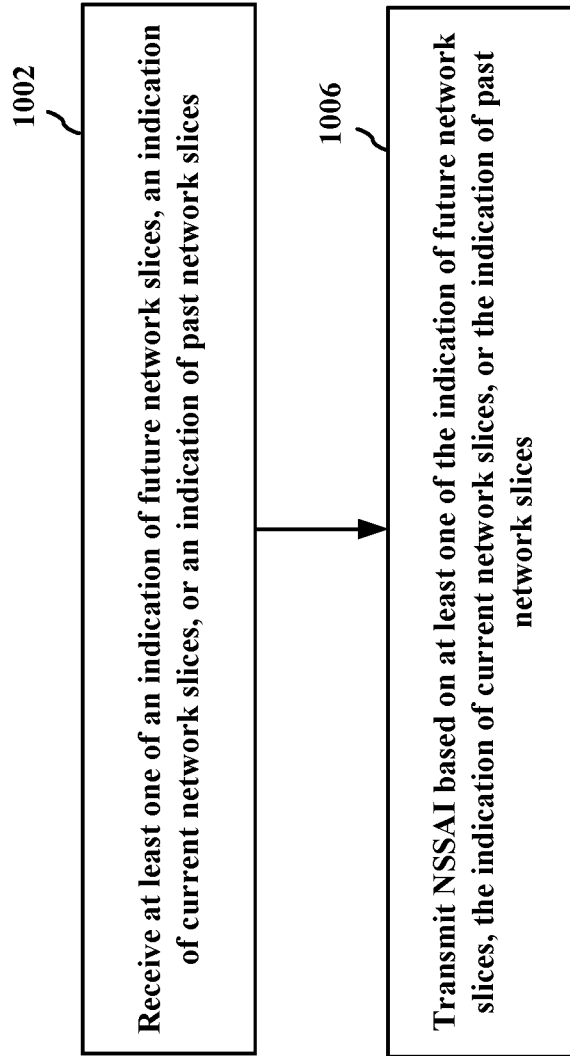 1002
Receive at least one of an indication of future network slices, an indication
of current network slices, or an indication of past network slices
1006
Transmit NSSAI based on at least one of the indication of future network
slices, the indication of current network slices, or the indication of past
network slices